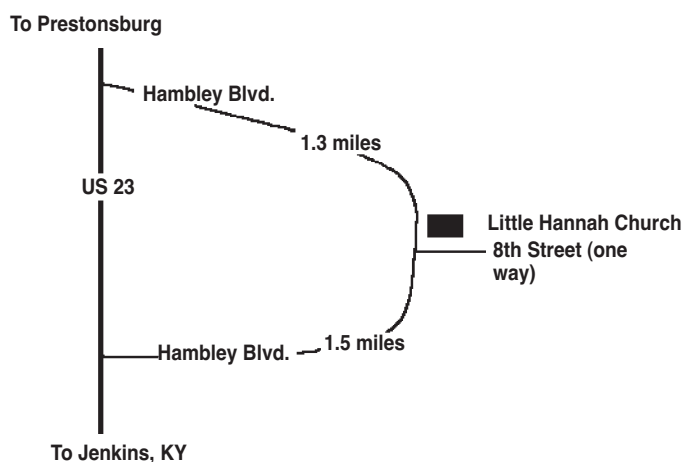 To Prestonsburg
Hambley Blvd.
1.3 miles
US 23
Little Hannah Church
8th Street (one
way)
1.5 miles
Hambley Blvd.
To Jenkins, KY